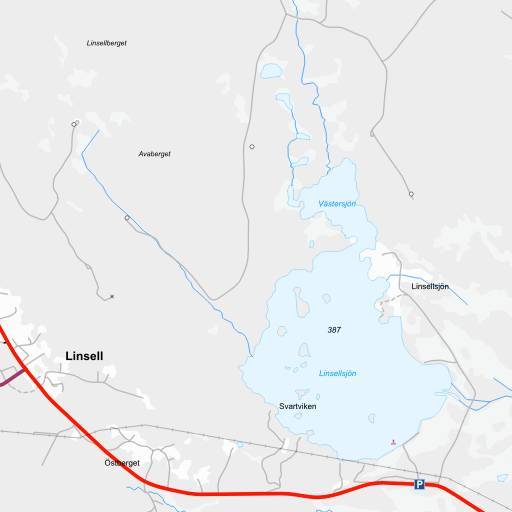 Linsellberget
Avaberget
Västersjön
Linsellsjön
387
Linsell
Linsellsjön
Svartviken
Östberget
P